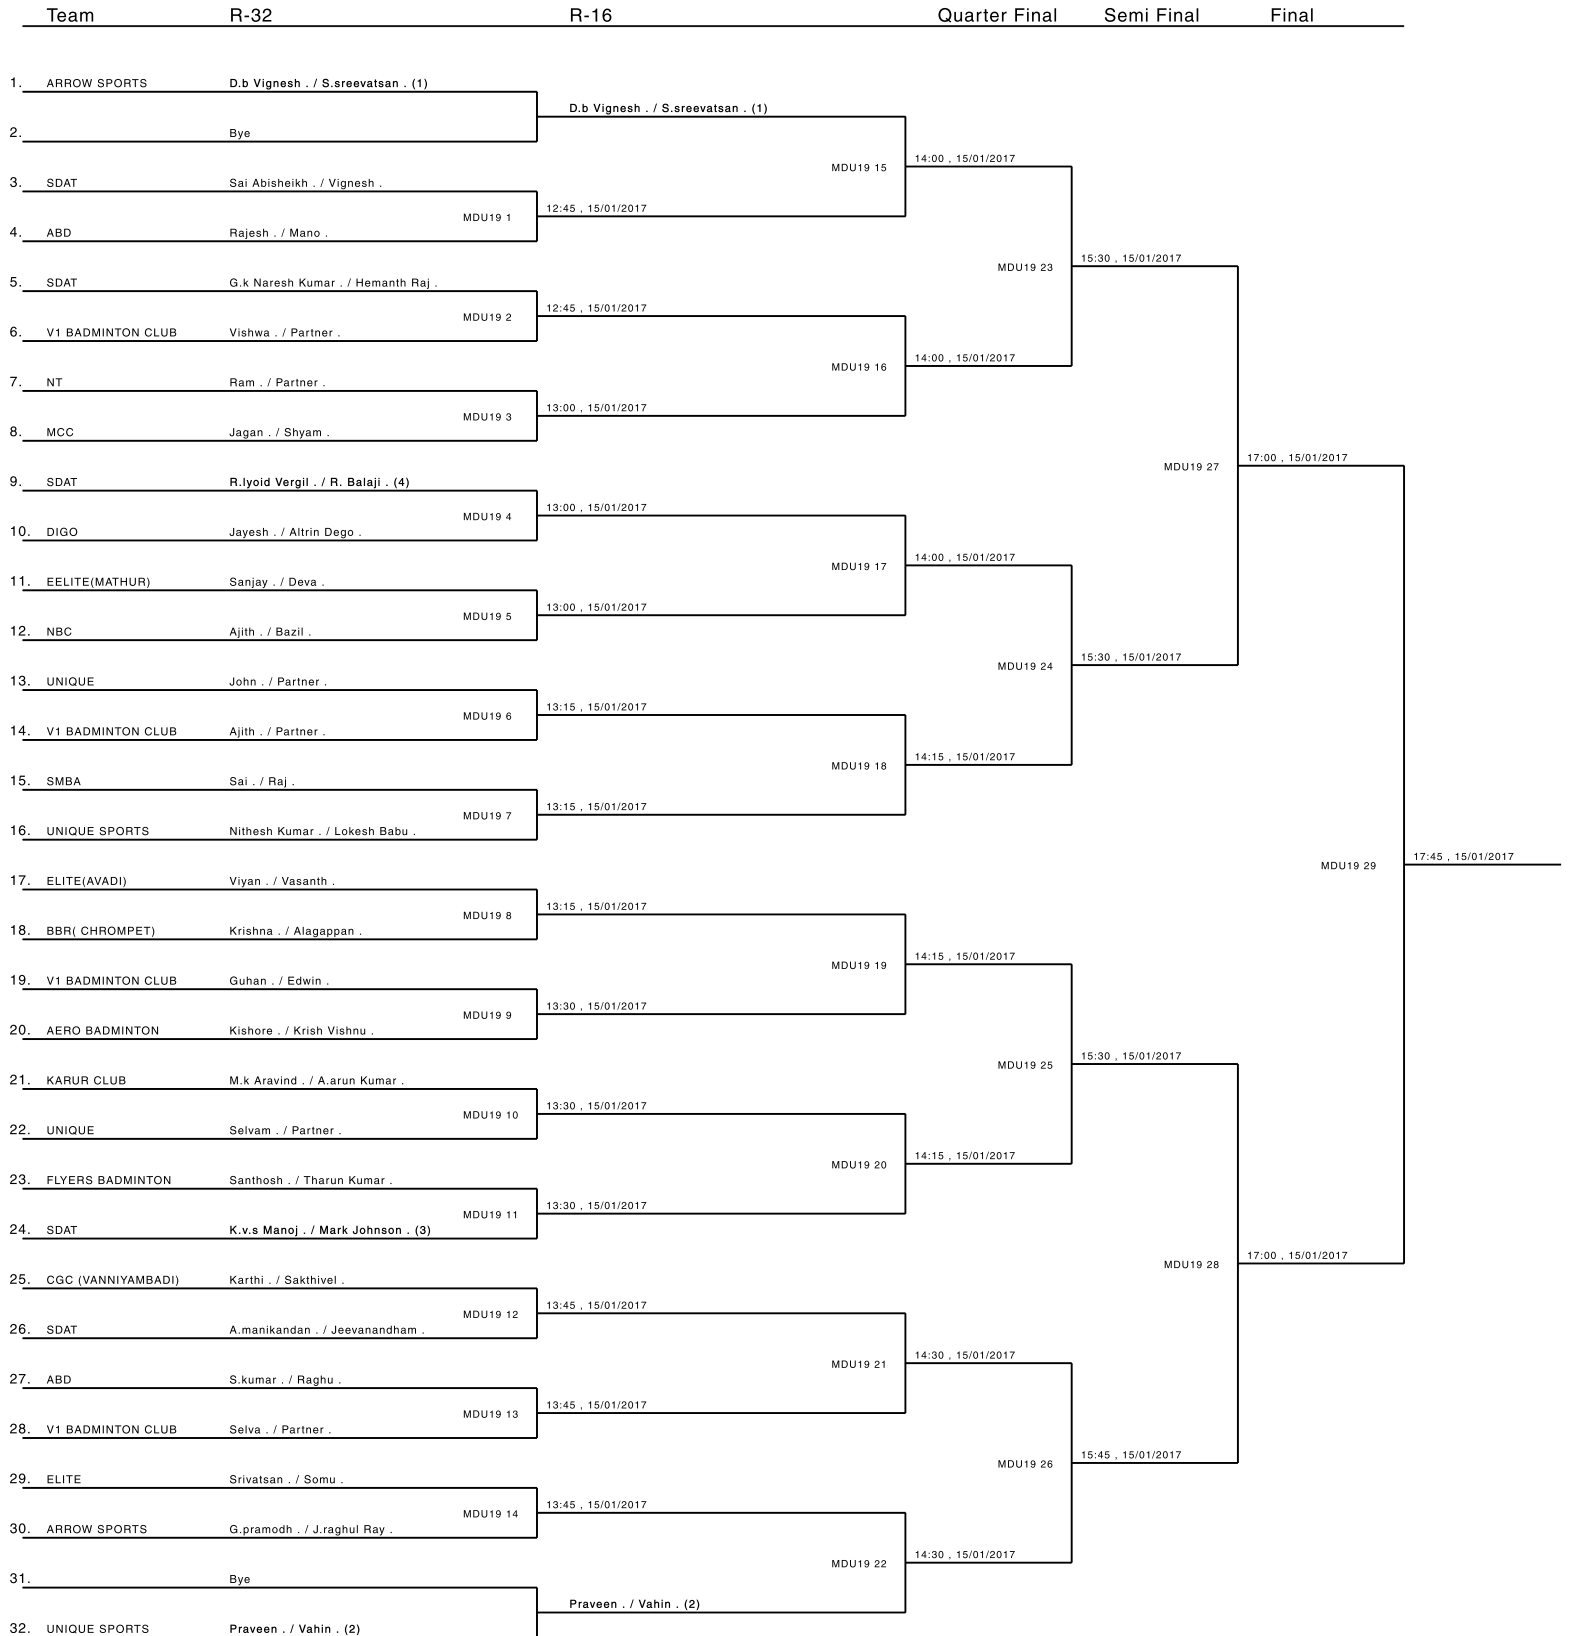 Team R-32 R-16 Quarter Final Semi Final Final
1. ARROW SPORTS D.b Vignesh . / S.sreevatsan . (1)
D.b Vignesh . / S.sreevatsan . (1)
2. Bye
MDU19 15 14:00 , 15/01/2017
3. SDAT Sai Abisheikh . / Vignesh .
MDU19 1 12:45 , 15/01/2017
4. ABD Rajesh . / Mano .
MDU19 23 15:30 , 15/01/2017
5. SDAT G.k Naresh Kumar . / Hemanth Raj .
MDU19 2 12:45 , 15/01/2017
6. V1 BADMINTON CLUB Vishwa . / Partner .
MDU19 16 14:00 , 15/01/2017
7. NT Ram . / Partner .
MDU19 3 13:00 , 15/01/2017
8. MCC Jagan . / Shyam .
MDU19 27 17:00 , 15/01/2017
9. SDAT R.lyoid Vergil . / R. Balaji . (4)
MDU19 4 13:00 , 15/01/2017
10. DIGO Jayesh . / Altrin Dego .
MDU19 17 14:00 , 15/01/2017
11. EELITE(MATHUR) Sanjay . / Deva .
MDU19 5 13:00 , 15/01/2017
12. NBC Ajith . / Bazil .
MDU19 24 15:30 , 15/01/2017
13. UNIQUE John . / Partner .
MDU19 6 13:15 , 15/01/2017
14. V1 BADMINTON CLUB Ajith . / Partner .
MDU19 18 14:15 , 15/01/2017
15. SMBA Sai . / Raj .
MDU19 7 13:15 , 15/01/2017
16. UNIQUE SPORTS Nithesh Kumar . / Lokesh Babu .
MDU19 29 17:45 , 15/01/2017
17. ELITE(AVADI) Viyan . / Vasanth .
MDU19 8 13:15 , 15/01/2017
18. BBR( CHROMPET) Krishna . / Alagappan .
MDU19 19 14:15 , 15/01/2017
19. V1 BADMINTON CLUB Guhan . / Edwin .
MDU19 9 13:30 , 15/01/2017
20. AERO BADMINTON Kishore . / Krish Vishnu .
MDU19 25 15:30 , 15/01/2017
21. KARUR CLUB M.k Aravind . / A.arun Kumar .
MDU19 10 13:30 , 15/01/2017
22. UNIQUE Selvam . / Partner .
MDU19 20 14:15 , 15/01/2017
23. FLYERS BADMINTON Santhosh . / Tharun Kumar .
MDU19 11 13:30 , 15/01/2017
24. SDAT K.v.s Manoj . / Mark Johnson . (3)
MDU19 28 17:00 , 15/01/2017
25. CGC (VANNIYAMBADI) Karthi . / Sakthivel .
MDU19 12 13:45 , 15/01/2017
26. SDAT A.manikandan . / Jeevanandham .
MDU19 21 14:30 , 15/01/2017
27. ABD S.kumar . / Raghu .
MDU19 13 13:45 , 15/01/2017
28. V1 BADMINTON CLUB Selva . / Partner .
MDU19 26 15:45 , 15/01/2017
29. ELITE Srivatsan . / Somu .
MDU19 14 13:45 , 15/01/2017
30. ARROW SPORTS G.pramodh . / J.raghul Ray .
MDU19 22 14:30 , 15/01/2017
31. Bye
Praveen . / Vahin . (2)
32. UNIQUE SPORTS Praveen . / Vahin . (2)